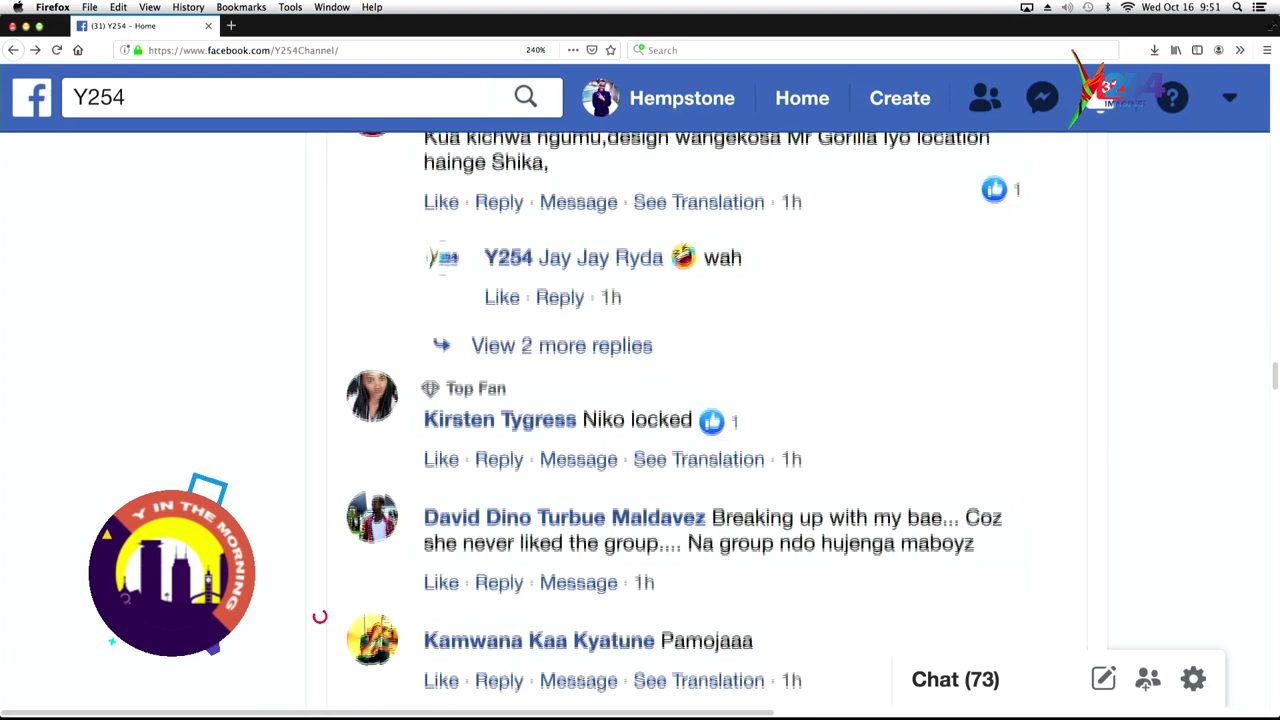 Firefox File Edit View History Bookmarks Tools Window Help Wed Oct 16 9:51
(31) Y254 - Home
https://www.facebook.com/Y254Channel/ 240% Search
Y254 Hempstone Home Create
Kua kichwa ngumu,design wangekosa Mr Gorilla Iyo location
hainge Shika,
Like · Reply · Message · See Translation · 1h 1
Y254 Jay Jay Ryda 🤣 wah
Like · Reply · 1h
View 2 more replies
Top Fan
Kirsten Tygress Niko locked 1
Like · Reply · Message · See Translation · 1h
David Dino Turbue Maldavez Breaking up with my bae... Coz
she never liked the group.... Na group ndo hujenga maboyz
Like · Reply · Message · 1h
Y IN THE MORNING
Kamwana Kaa Kyatune Pamojaaa
Like · Reply · Message · See Translation · 1h
Chat (73)